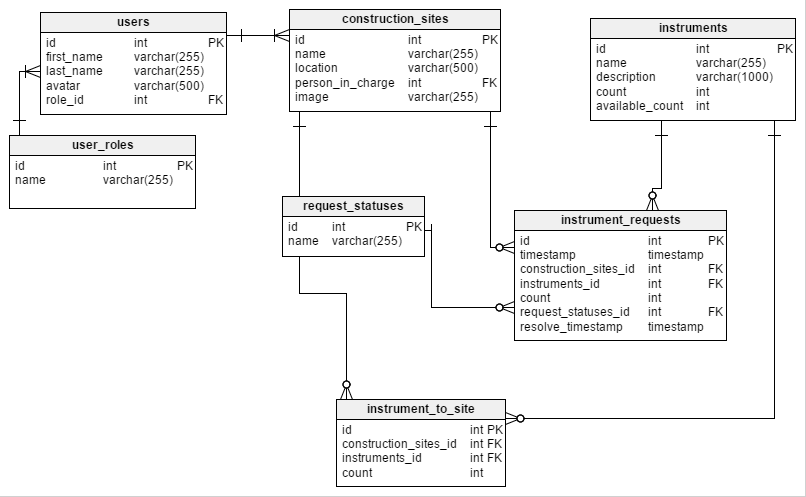 users
id int PK
first_name varchar(255)
last_name varchar(255)
avatar varchar(500)
role_id int FK
construction_sites
id int PK
name varchar(255)
location varchar(500)
person_in_charge int FK
image varchar(255)
instruments
id int PK
name varchar(255)
description varchar(1000)
count int
available_count int
user_roles
id int PK
name varchar(255)
request_statuses
id int PK
name varchar(255)
instrument_requests
id int PK
timestamp timestamp
construction_sites_id int FK
instruments_id int FK
count int
request_statuses_id int FK
resolve_timestamp timestamp
instrument_to_site
id int PK
construction_sites_id int FK
instruments_id int FK
count int